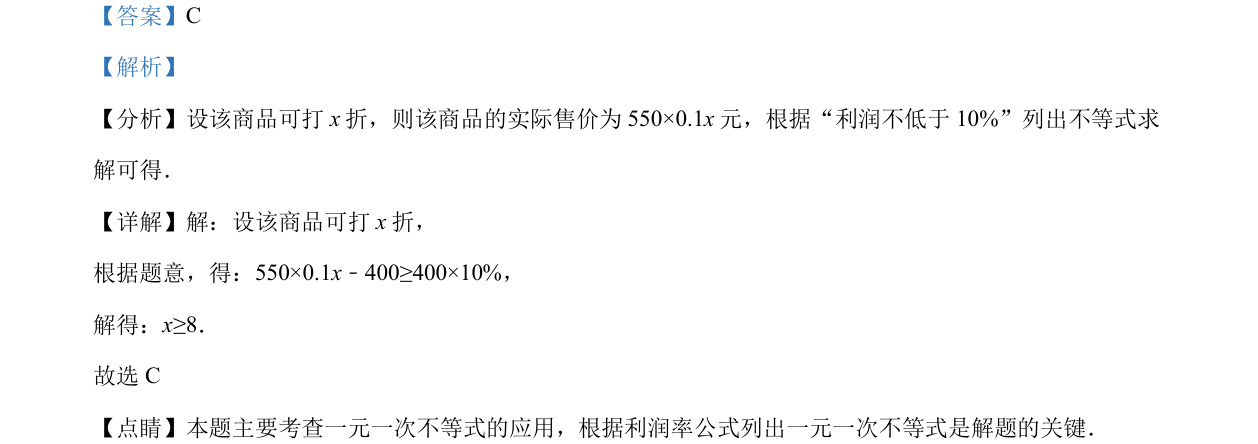 【答案】C
【解析】
【分析】设该商品可打 x 折，则该商品的实际售价为 550×0.1x 元，根据“利润不低于 10%”列出不等式求
解可得．
【详解】解：设该商品可打 x 折，
根据题意，得：550×0.1x﹣400≥400×10%，
解得：x≥8．
故选 C
【点睛】本题主要考查一元一次不等式的应用，根据利润率公式列出一元一次不等式是解题的关键．